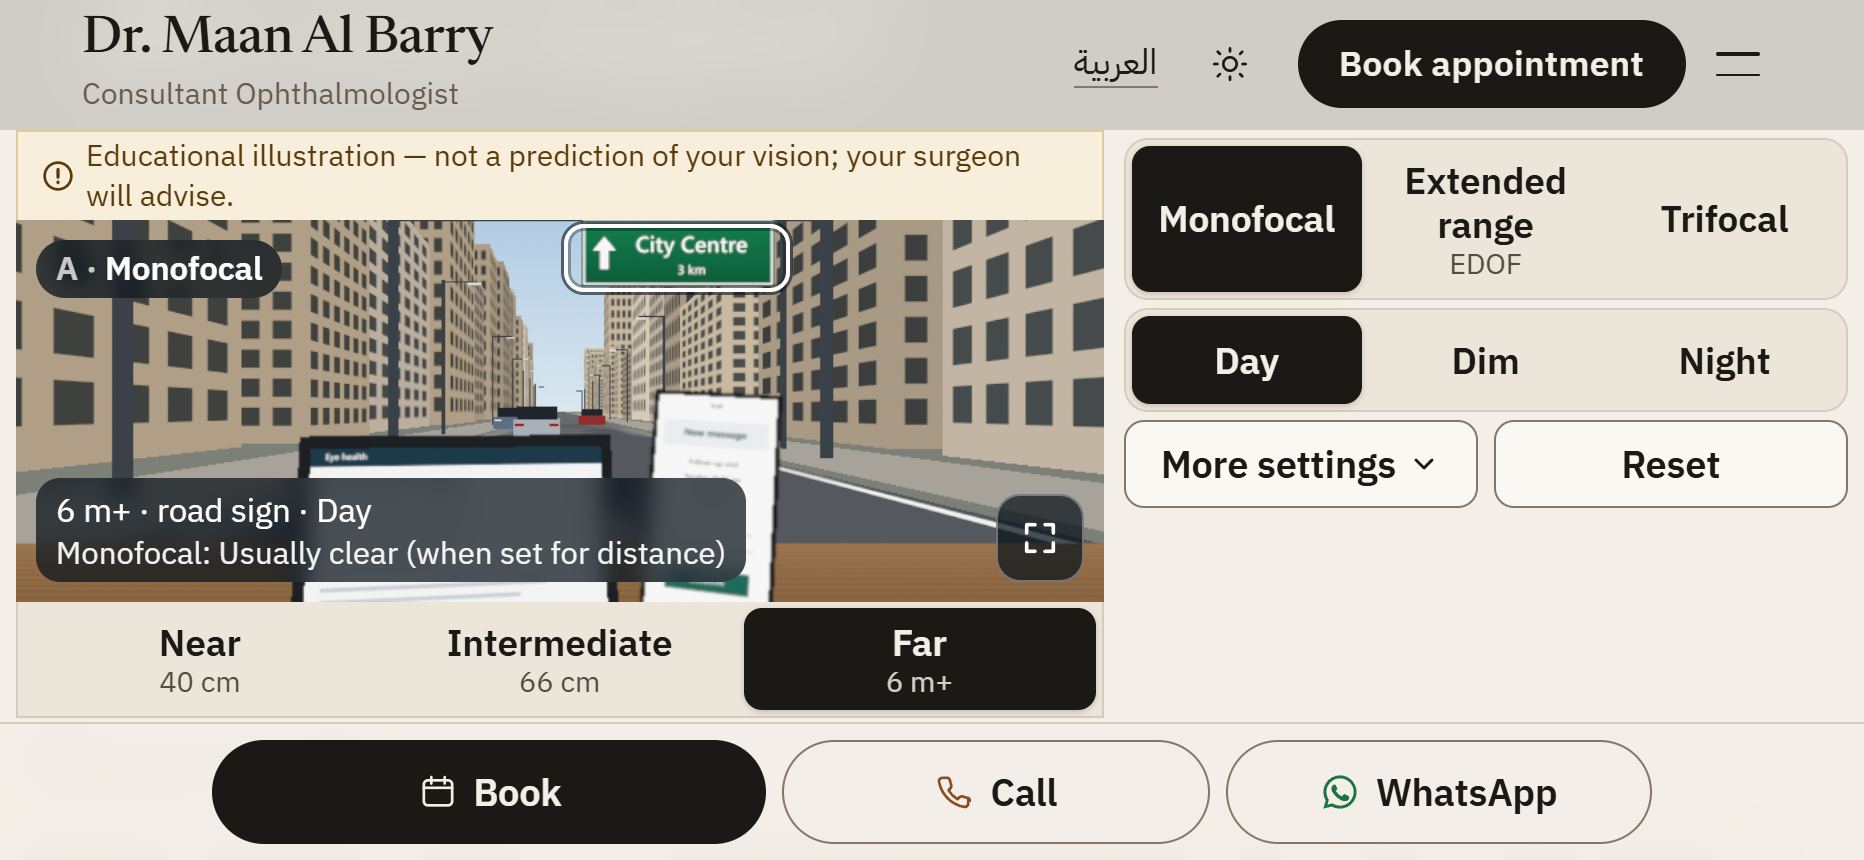 Dr. Maan Al Barry
Consultant Ophthalmologist
العربية
Book appointment
Educational illustration — not a prediction of your vision; your surgeon
will advise.
A · Monofocal
City Centre
3 km
New message
Follow-up visit
Eye health
6 m+ · road sign · Day
Monofocal: Usually clear (when set for distance)
Near
40 cm
Intermediate
66 cm
Far
6 m+
Monofocal
Extended
range
EDOF
Trifocal
Day
Dim
Night
More settings
Reset
Book
Call
WhatsApp